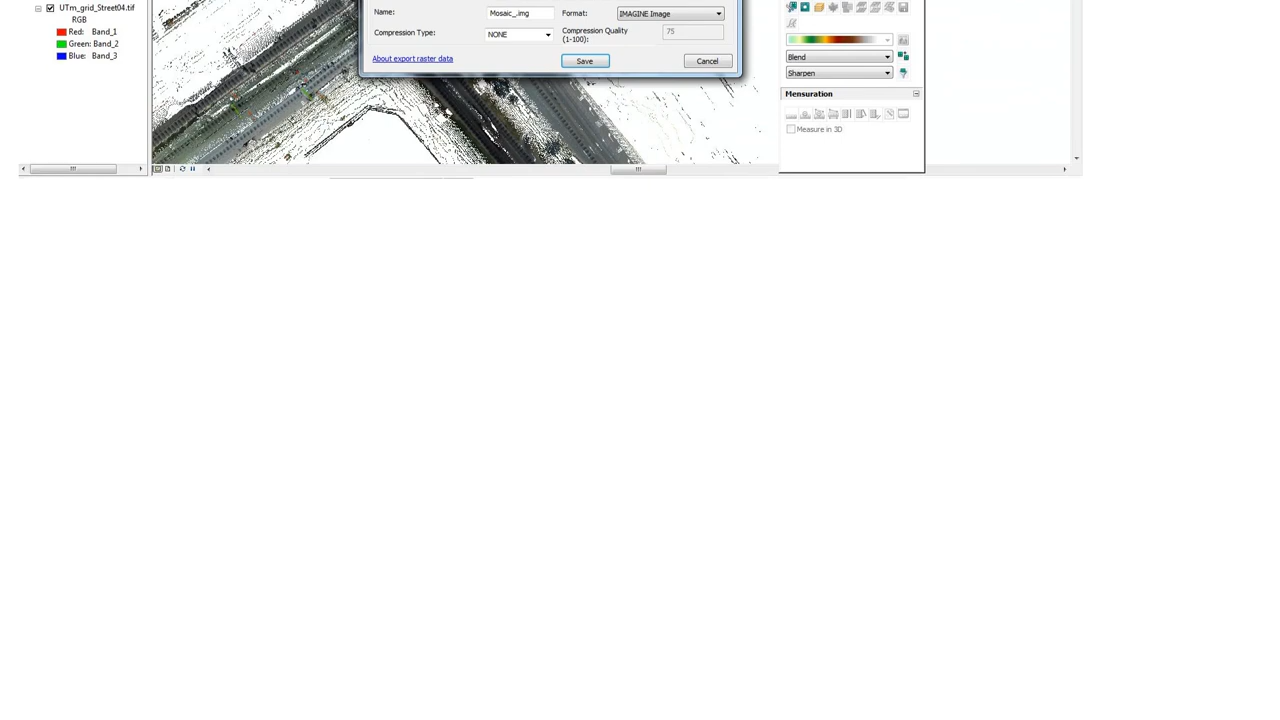 UTm_grid_Street04.tif
RGB
Red: Band_1
Green: Band_2
Blue: Band_3
Name: Mosaic_.img Format: IMAGINE Image
Compression Type: NONE Compression Quality (1-100): 75
About export raster data
Save Cancel
Blend
Sharpen
Mensuration
Measure in 3D